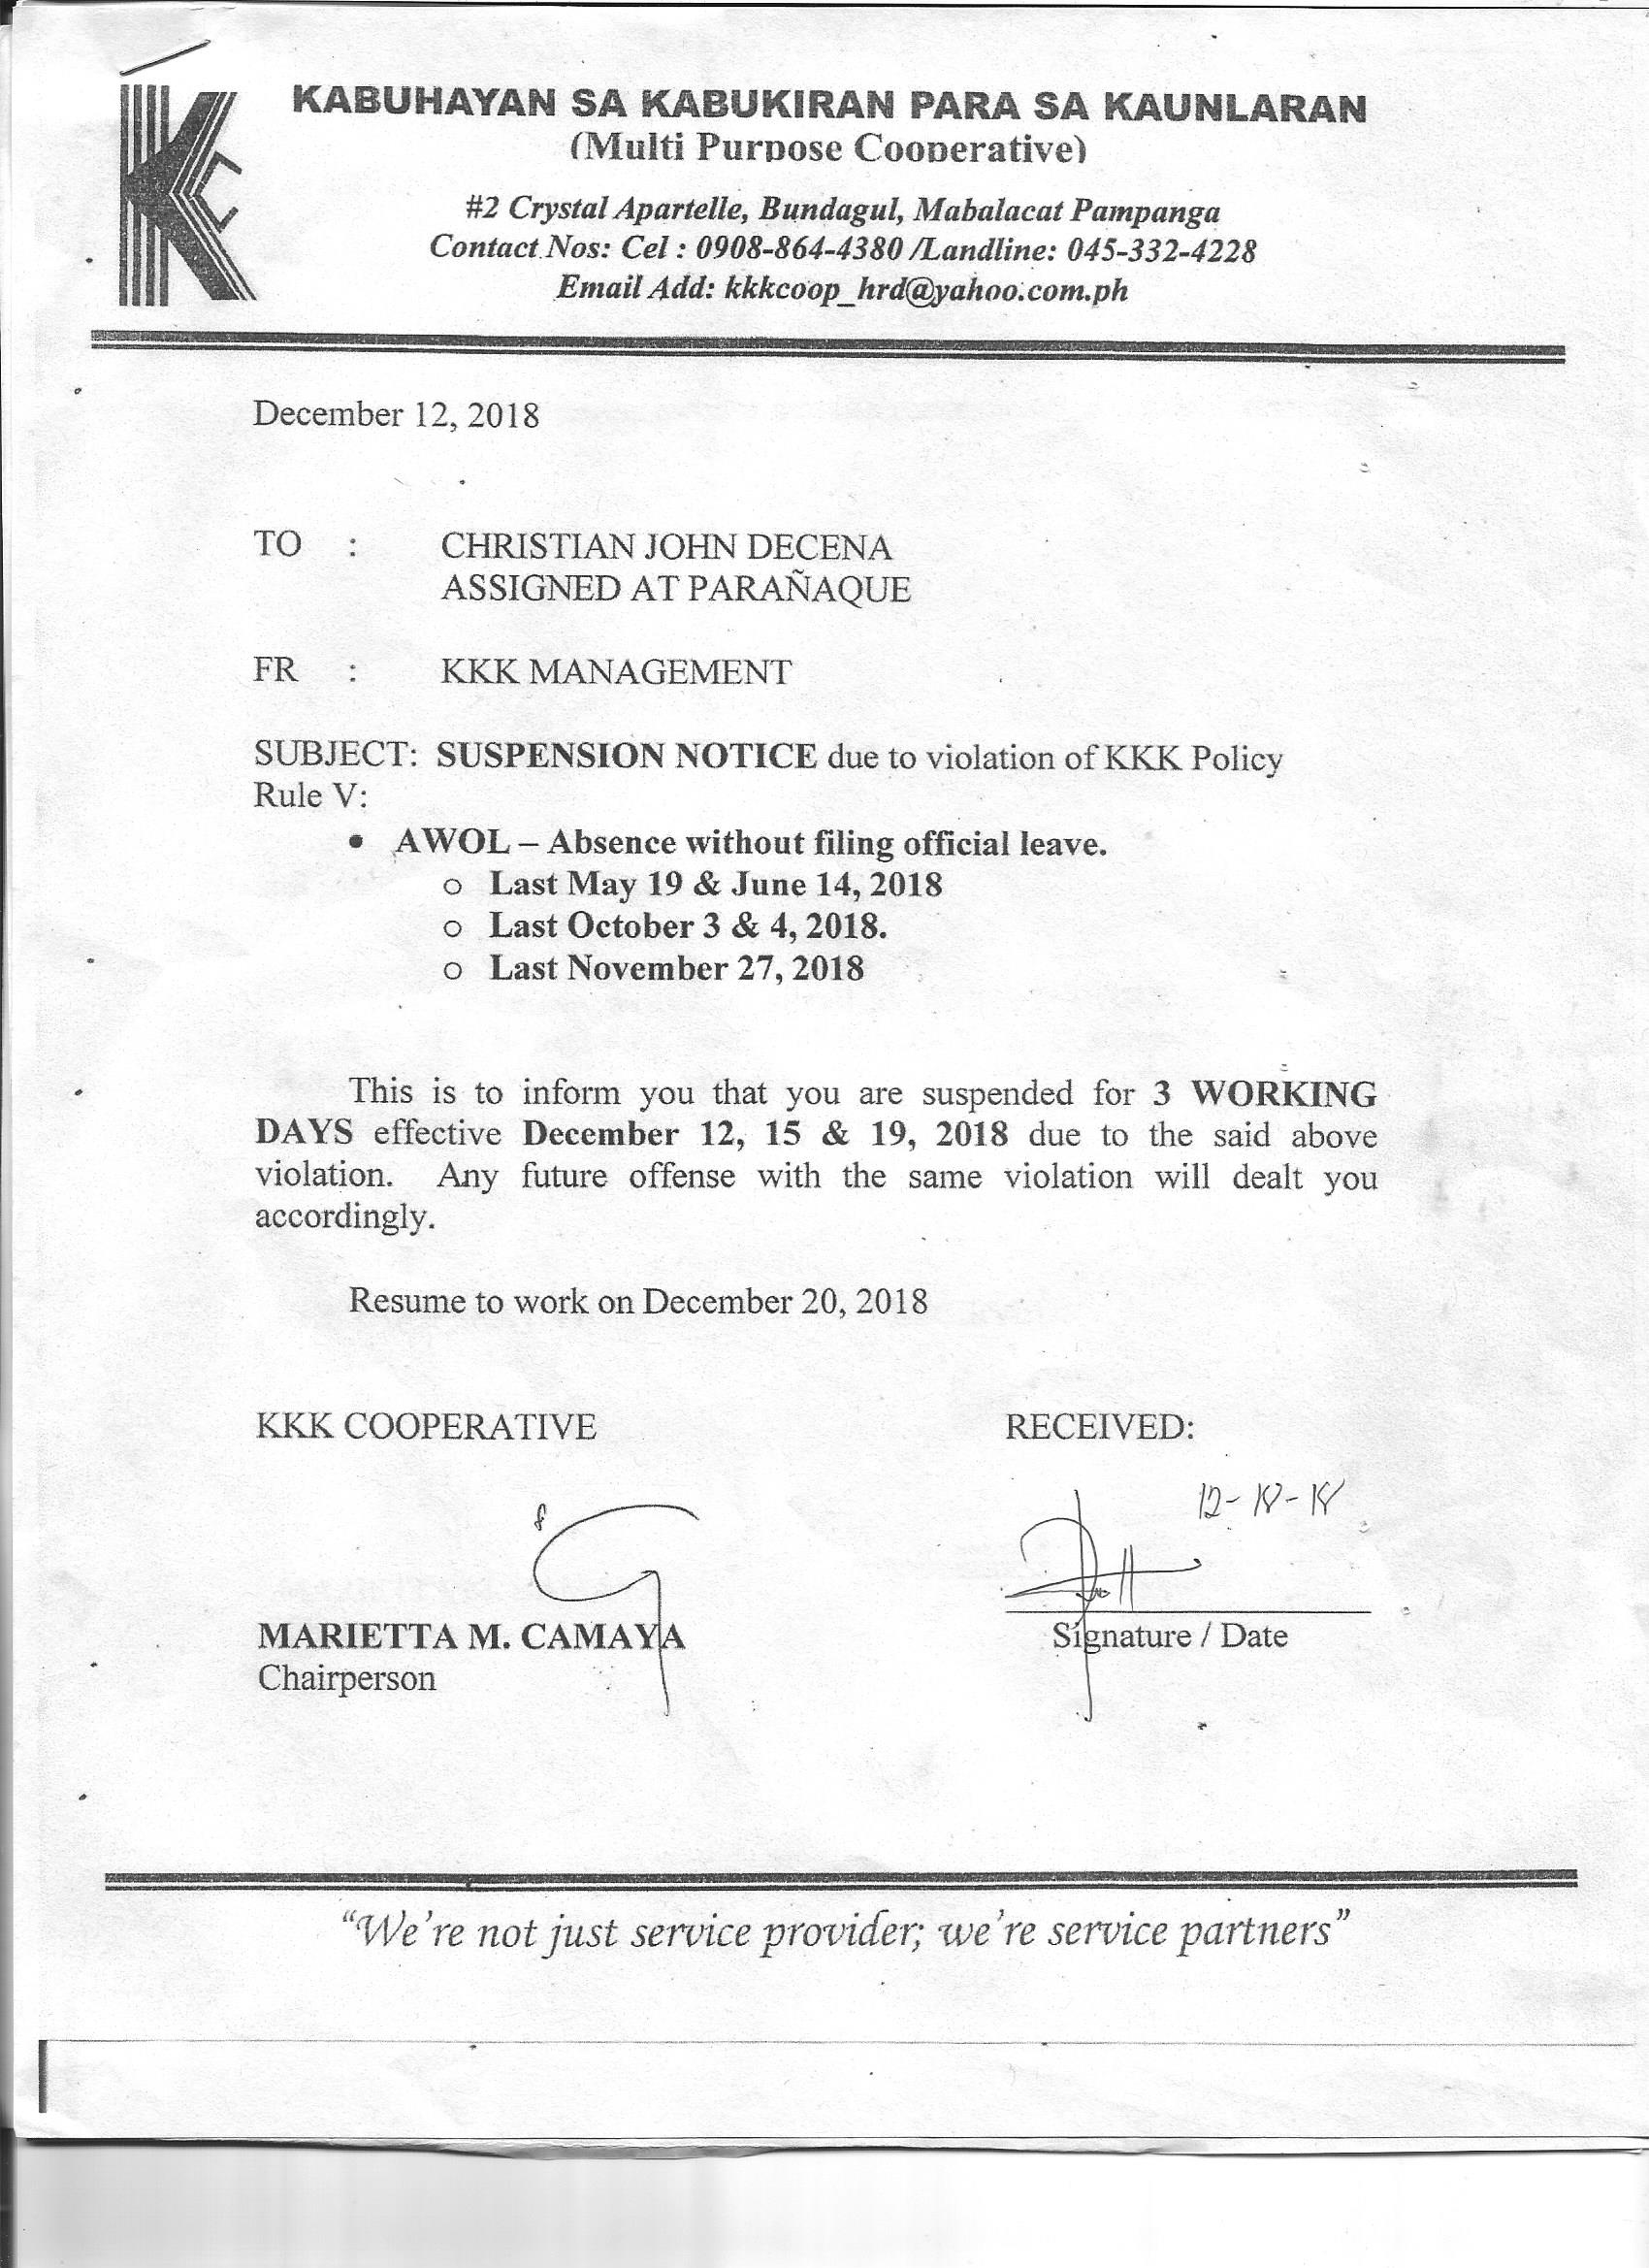 KABUHAYAN SA KABUKIRAN PARA SA KAUNLARAN
(Multi Purpose Cooperative)
#2 Crystal Apartelle, Bundagul, Mabalacat Pampanga
Contact Nos: Cel : 0908-864-4380 /Landline: 045-332-4228
Email Add: kkkcoop_hrd@yahoo.com.ph
December 12, 2018
TO : CHRISTIAN JOHN DECENA
ASSIGNED AT PARAÑAQUE
FR : KKK MANAGEMENT
SUBJECT: SUSPENSION NOTICE due to violation of KKK Policy
Rule V:
• AWOL – Absence without filing official leave.
o Last May 19 & June 14, 2018
o Last October 3 & 4, 2018.
o Last November 27, 2018
This is to inform you that you are suspended for 3 WORKING
DAYS effective December 12, 15 & 19, 2018 due to the said above
violation. Any future offense with the same violation will dealt you
accordingly.
Resume to work on December 20, 2018
KKK COOPERATIVE RECEIVED:
12-18-18
MARIETTA M. CAMAYA Signature / Date
Chairperson
“We're not just service provider; we're service partners”